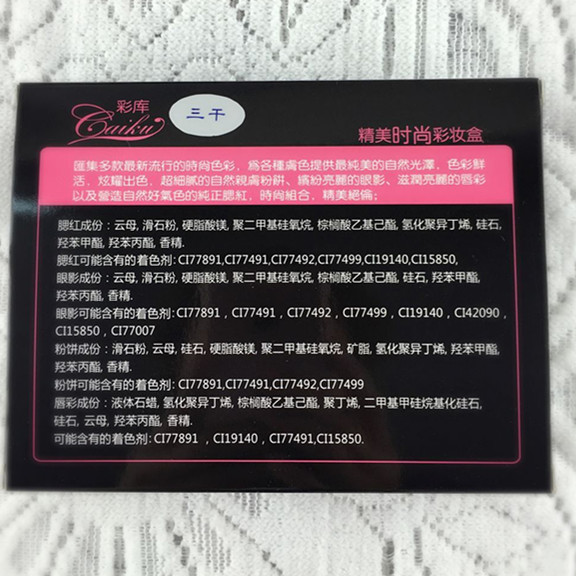 彩库
Caiku
三干
精美时尚彩妆盒
匯集多款最新流行的時尚色彩，為各種膚色提供最純美的自然光澤，色彩鮮
活，炫耀出色，超細膩的自然親膚粉餅、繽紛亮麗的眼影、滋潤亮麗的唇彩
以及營造自然好氣色的純正腮紅，時尚組合，精美絕倫；
腮红成份：云母, 滑石粉, 硬脂酸镁, 聚二甲基硅氧烷, 棕榈酸乙基己酯, 氢化聚异丁烯, 硅石,
羟苯甲酯, 羟苯丙酯, 香精.
腮红可能含有的着色剂: CI77891,CI77491,CI77492,CI77499,CI19140,CI15850,
眼影成份：云母, 滑石粉, 硬脂酸镁, 聚二甲基硅氧烷, 棕榈酸乙基己酯, 硅石, 羟苯甲酯,
羟苯丙酯, 香精.
眼影可能含有的着色剂: CI77891，CI77491，CI77492，CI77499，CI19140，CI42090，
CI15850，CI77007
粉饼成份：滑石粉, 云母, 硅石, 硬脂酸镁, 聚二甲基硅氧烷, 矿脂, 氢化聚异丁烯, 羟苯甲酯,
羟苯丙酯, 香精.
粉饼可能含有的着色剂: CI77891,CI77491,CI77492,CI77499
唇彩成份：液体石蜡, 氢化聚异丁烯, 棕榈酸乙基己酯, 聚丁烯, 二甲基甲硅烷基化硅石,
硅石, 云母, 羟苯丙酯, 香精.
可能含有的着色剂: CI77891 ，CI19140，CI77491,CI15850.